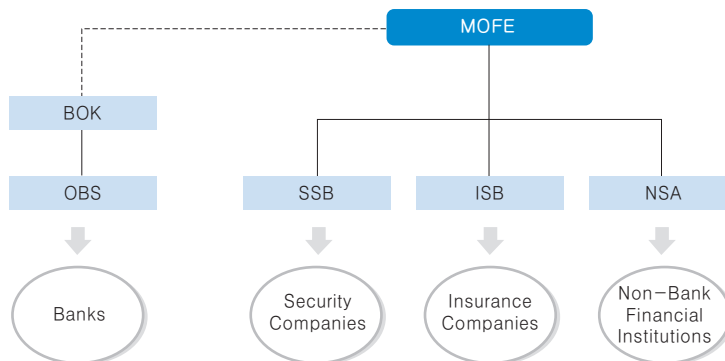 MOFE
BOK
OBS
SSB
ISB
NSA
Banks
Security
Companies
Insurance
Companies
Non-Bank
Financial
Institutions